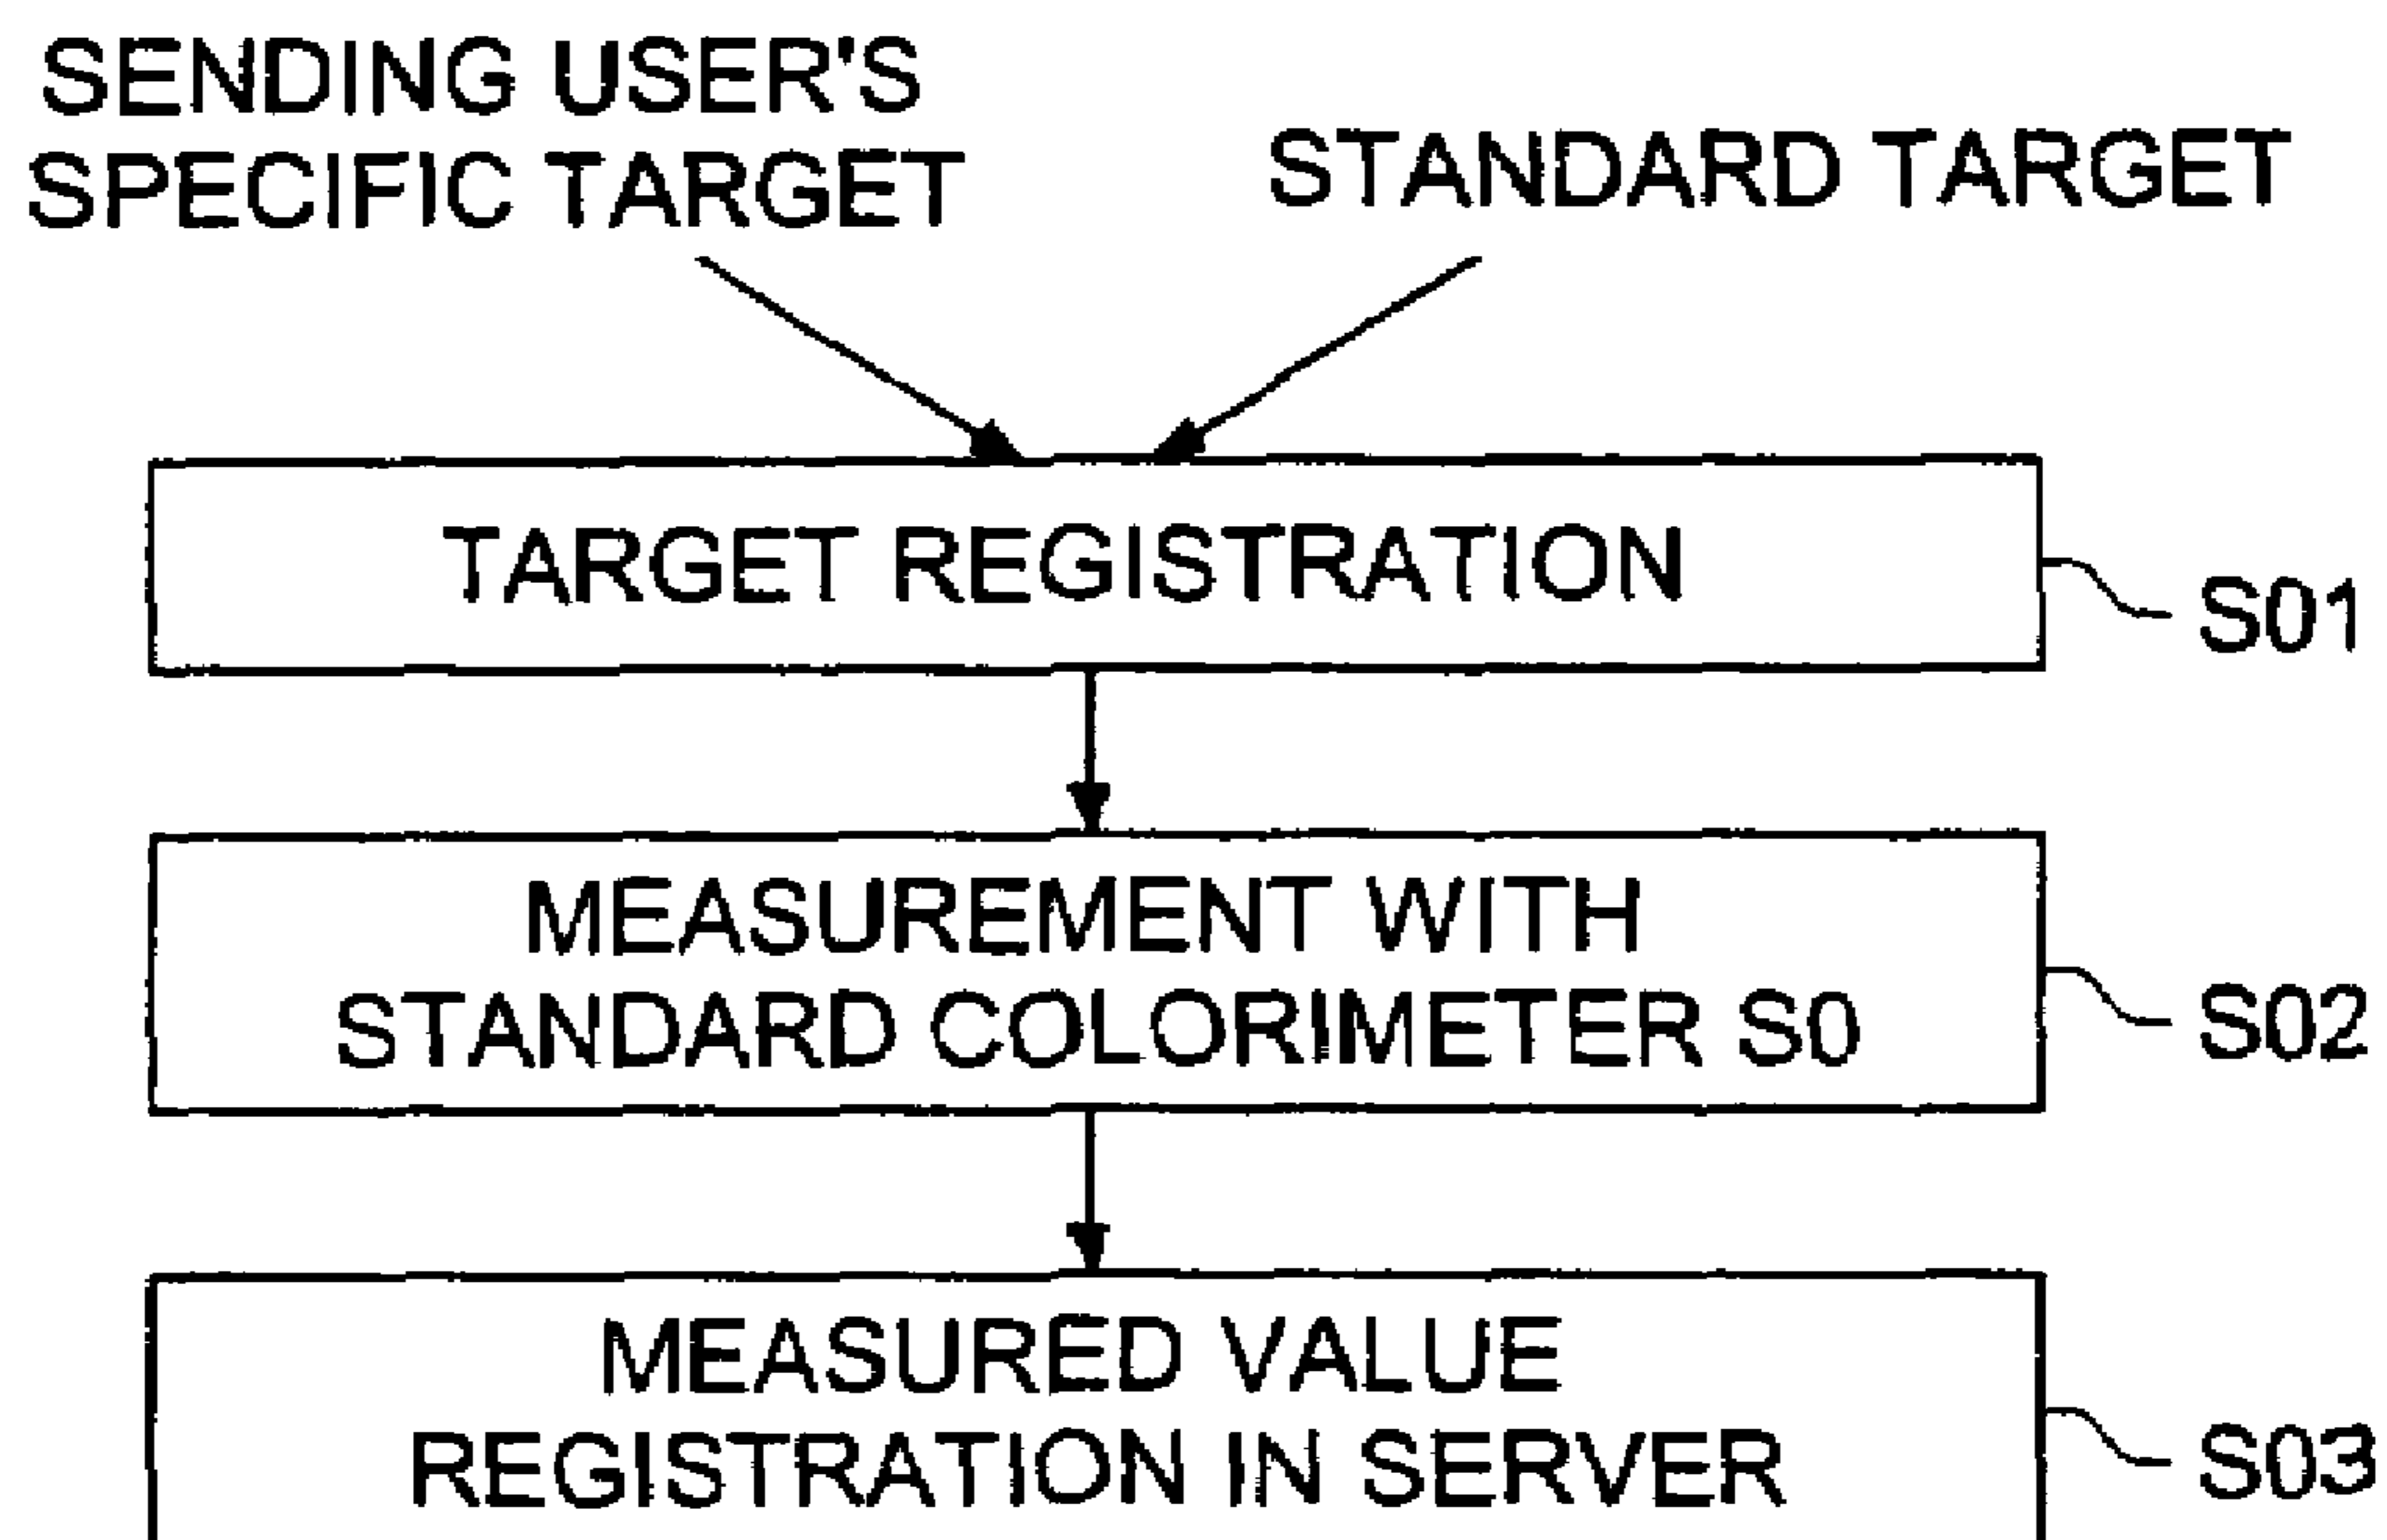 SENDING USER'S
SPECIFIC TARGET
STANDARD TARGET
TARGET REGISTRATION
S01
MEASUREMENT WITH
STANDARD COLORIMETER S0
S02
MEASURED VALUE
REGISTRATION IN SERVER
S03